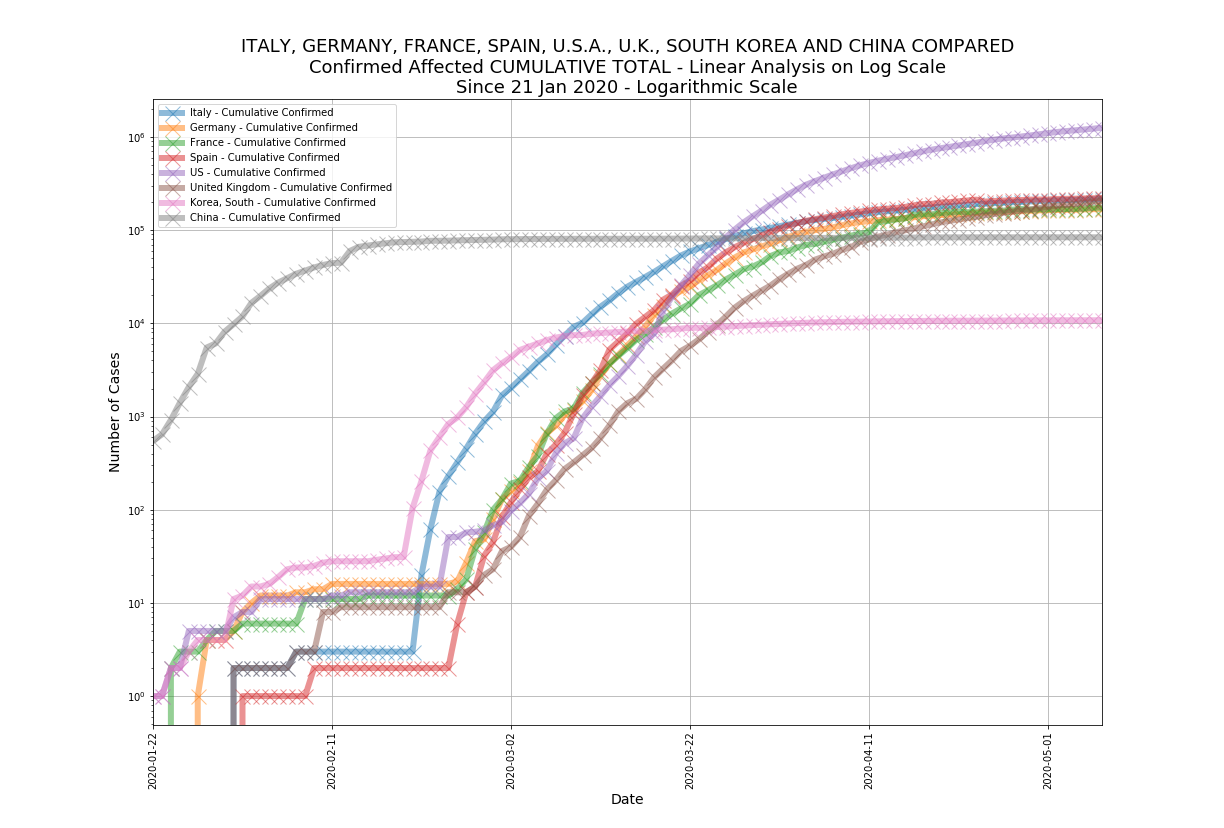 ITALY, GERMANY, FRANCE, SPAIN, U.S.A., U.K., SOUTH KOREA AND CHINA COMPARED
Confirmed Affected CUMULATIVE TOTAL - Linear Analysis on Log Scale
Since 21 Jan 2020 - Logarithmic Scale
Italy - Cumulative Confirmed
Germany - Cumulative Confirmed
France - Cumulative Confirmed
Spain - Cumulative Confirmed
US - Cumulative Confirmed
United Kingdom - Cumulative Confirmed
Korea, South - Cumulative Confirmed
China - Cumulative Confirmed
Number of Cases
10⁶
10⁵
10⁴
10³
10²
10¹
10⁰
2020-01-22
2020-02-11
2020-03-02
2020-03-22
2020-04-11
2020-05-01
Date